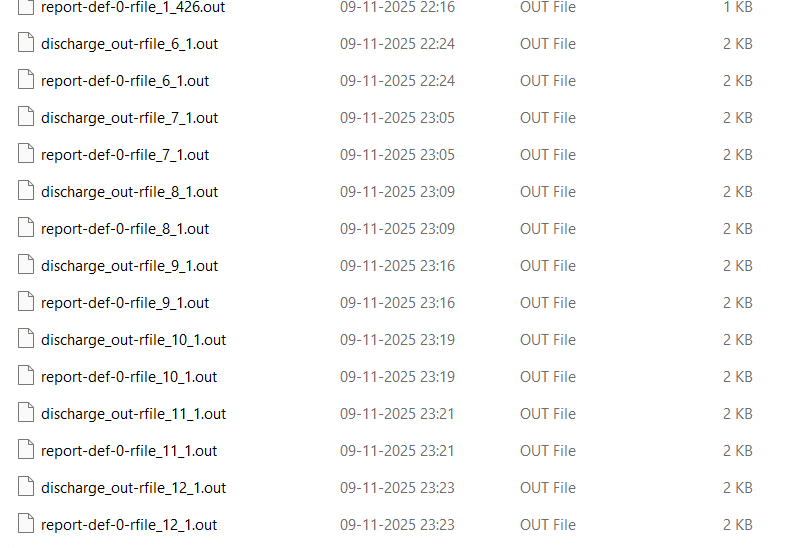 report-def-0-rfile_1_426.out 09-11-2025 22:16 OUT File 1 KB
discharge_out-rfile_6_1.out 09-11-2025 22:24 OUT File 2 KB
report-def-0-rfile_6_1.out 09-11-2025 22:24 OUT File 2 KB
discharge_out-rfile_7_1.out 09-11-2025 23:05 OUT File 2 KB
report-def-0-rfile_7_1.out 09-11-2025 23:05 OUT File 2 KB
discharge_out-rfile_8_1.out 09-11-2025 23:09 OUT File 2 KB
report-def-0-rfile_8_1.out 09-11-2025 23:09 OUT File 2 KB
discharge_out-rfile_9_1.out 09-11-2025 23:16 OUT File 2 KB
report-def-0-rfile_9_1.out 09-11-2025 23:16 OUT File 2 KB
discharge_out-rfile_10_1.out 09-11-2025 23:19 OUT File 2 KB
report-def-0-rfile_10_1.out 09-11-2025 23:19 OUT File 2 KB
discharge_out-rfile_11_1.out 09-11-2025 23:21 OUT File 2 KB
report-def-0-rfile_11_1.out 09-11-2025 23:21 OUT File 2 KB
discharge_out-rfile_12_1.out 09-11-2025 23:23 OUT File 2 KB
report-def-0-rfile_12_1.out 09-11-2025 23:23 OUT File 2 KB